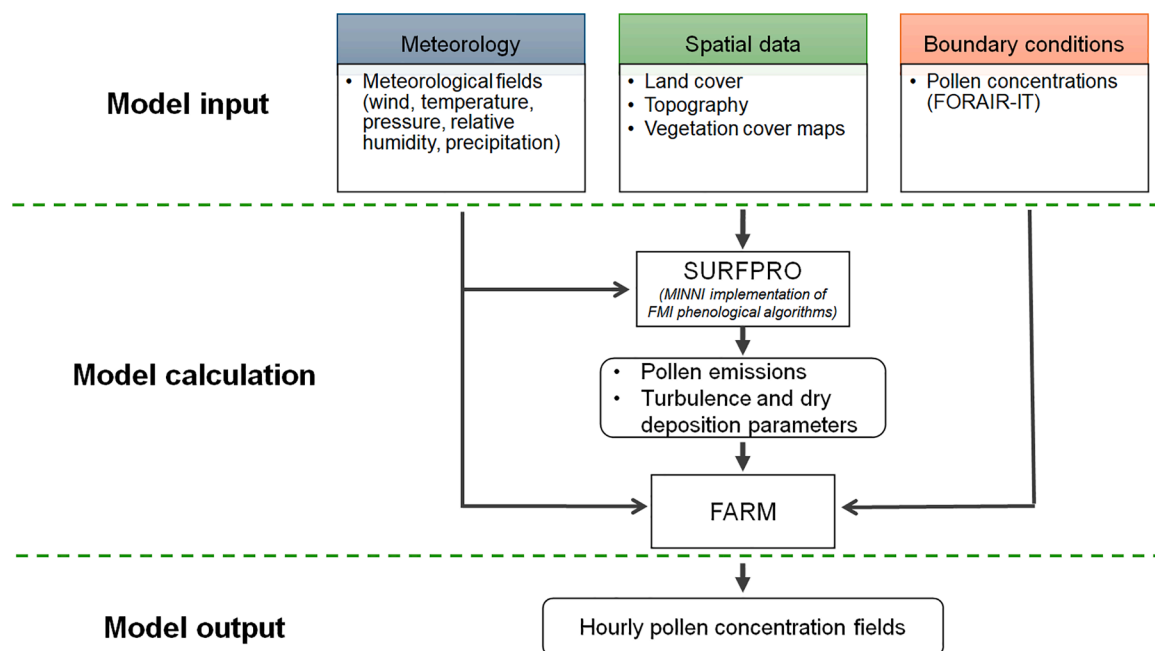 Meteorology
Spatial data
Boundary conditions
Model input
• Meteorological fields
(wind, temperature,
pressure, relative
humidity, precipitation)
• Land cover
• Topography
• Vegetation cover maps
• Pollen concentrations
(FORAIR-IT)
Model calculation
SURFPRO
(MINNI implementation of
FMI phenological algorithms)
• Pollen emissions
• Turbulence and dry
deposition parameters
FARM
Model output
Hourly pollen concentration fields